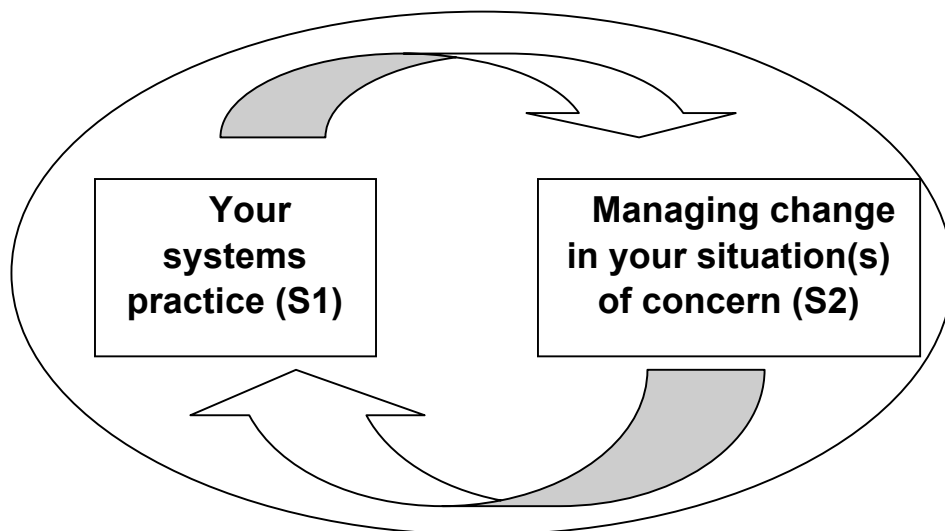 Your
systems
practice (S1)
Managing change
in your situation(s)
of concern (S2)